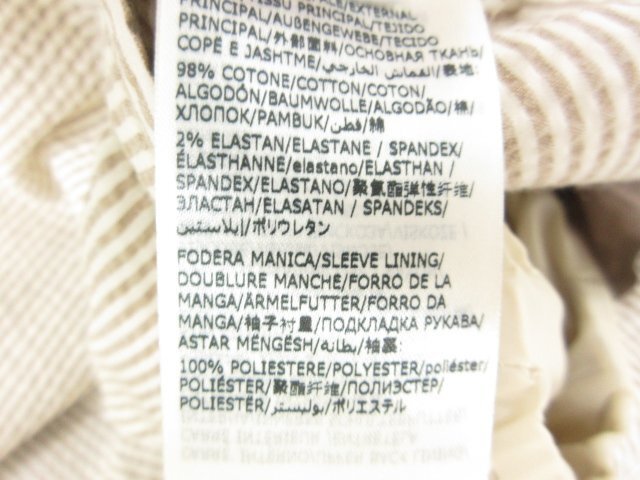 PRINCIPALE/EXTERNAL
TISSU PRINCIPAL/TEJIDO
PRINCIPAL/AUßENGEWEBE/TECIDO
PRINCIPAL/外部面料/ОСНОВНАЯ ТКАНЬ/
COPË E JASHTME/القماش الخارجي/表地:
98% COTONE/COTTON/COTON/
ALGODÓN/BAUMWOLLE/ALGODÃO/棉/
ХЛОПОК/PAMBUK/قطن/綿
2% ELASTAN/ELASTANE / SPANDEX/
ÉLASTHANNE/elastano/ELASTHAN /
SPANDEX/ELASTANO/聚氨酯弹性纤维/
ЭЛАСТАН/ELASATAN / SPANDEKS/
إيلاستين/ポリウレタン
FODERA MANICA/SLEEVE LINING/
DOUBLURE MANCHE/FORRO DE LA
MANGA/ÄRMELFUTTER/FORRO DA
MANGA/袖子衬里/ПОДКЛАДКА РУКАВА/
ASTAR MËNGËSH/بطانة/袖裏:
100% POLIESTERE/POLYESTER/poliéster/
POLIÉSTER/聚酯纤维/ПОЛИЭСТЕР/
POLIESTËR/بوليستر/ポリエステル